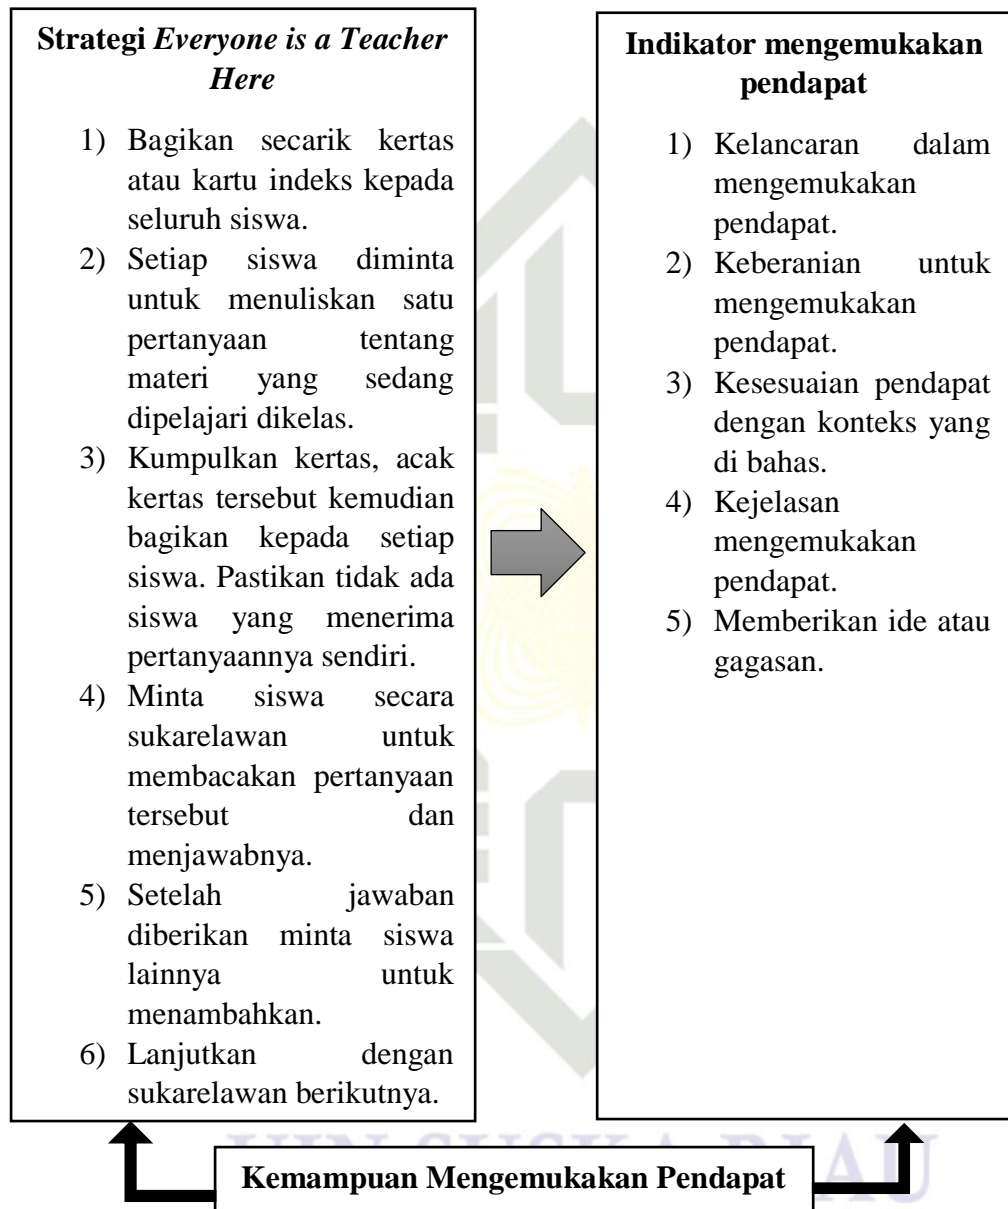 Strategi Everyone is a Teacher
Here
1) Bagikan secarik kertas
atau kartu indeks kepada
seluruh siswa.
2) Setiap siswa diminta
untuk menuliskan satu
pertanyaan tentang
materi yang sedang
dipelajari dikelas.
3) Kumpulkan kertas, acak
kertas tersebut kemudian
bagikan kepada setiap
siswa. Pastikan tidak ada
siswa yang menerima
pertanyaannya sendiri.
4) Minta siswa secara
sukarelawan untuk
membacakan pertanyaan
tersebut dan
menjawabnya.
5) Setelah jawaban
diberikan minta siswa
lainnya untuk
menambahkan.
6) Lanjutkan dengan
sukarelawan berikutnya.
Indikator mengemukakan
pendapat
1) Kelancaran dalam
mengemukakan
pendapat.
2) Keberanian untuk
mengemukakan
pendapat.
3) Kesesuaian pendapat
dengan konteks yang
di bahas.
4) Kejelasan
mengemukakan
pendapat.
5) Memberikan ide atau
gagasan.
UIN SUSKA RIAU
Kemampuan Mengemukakan Pendapat